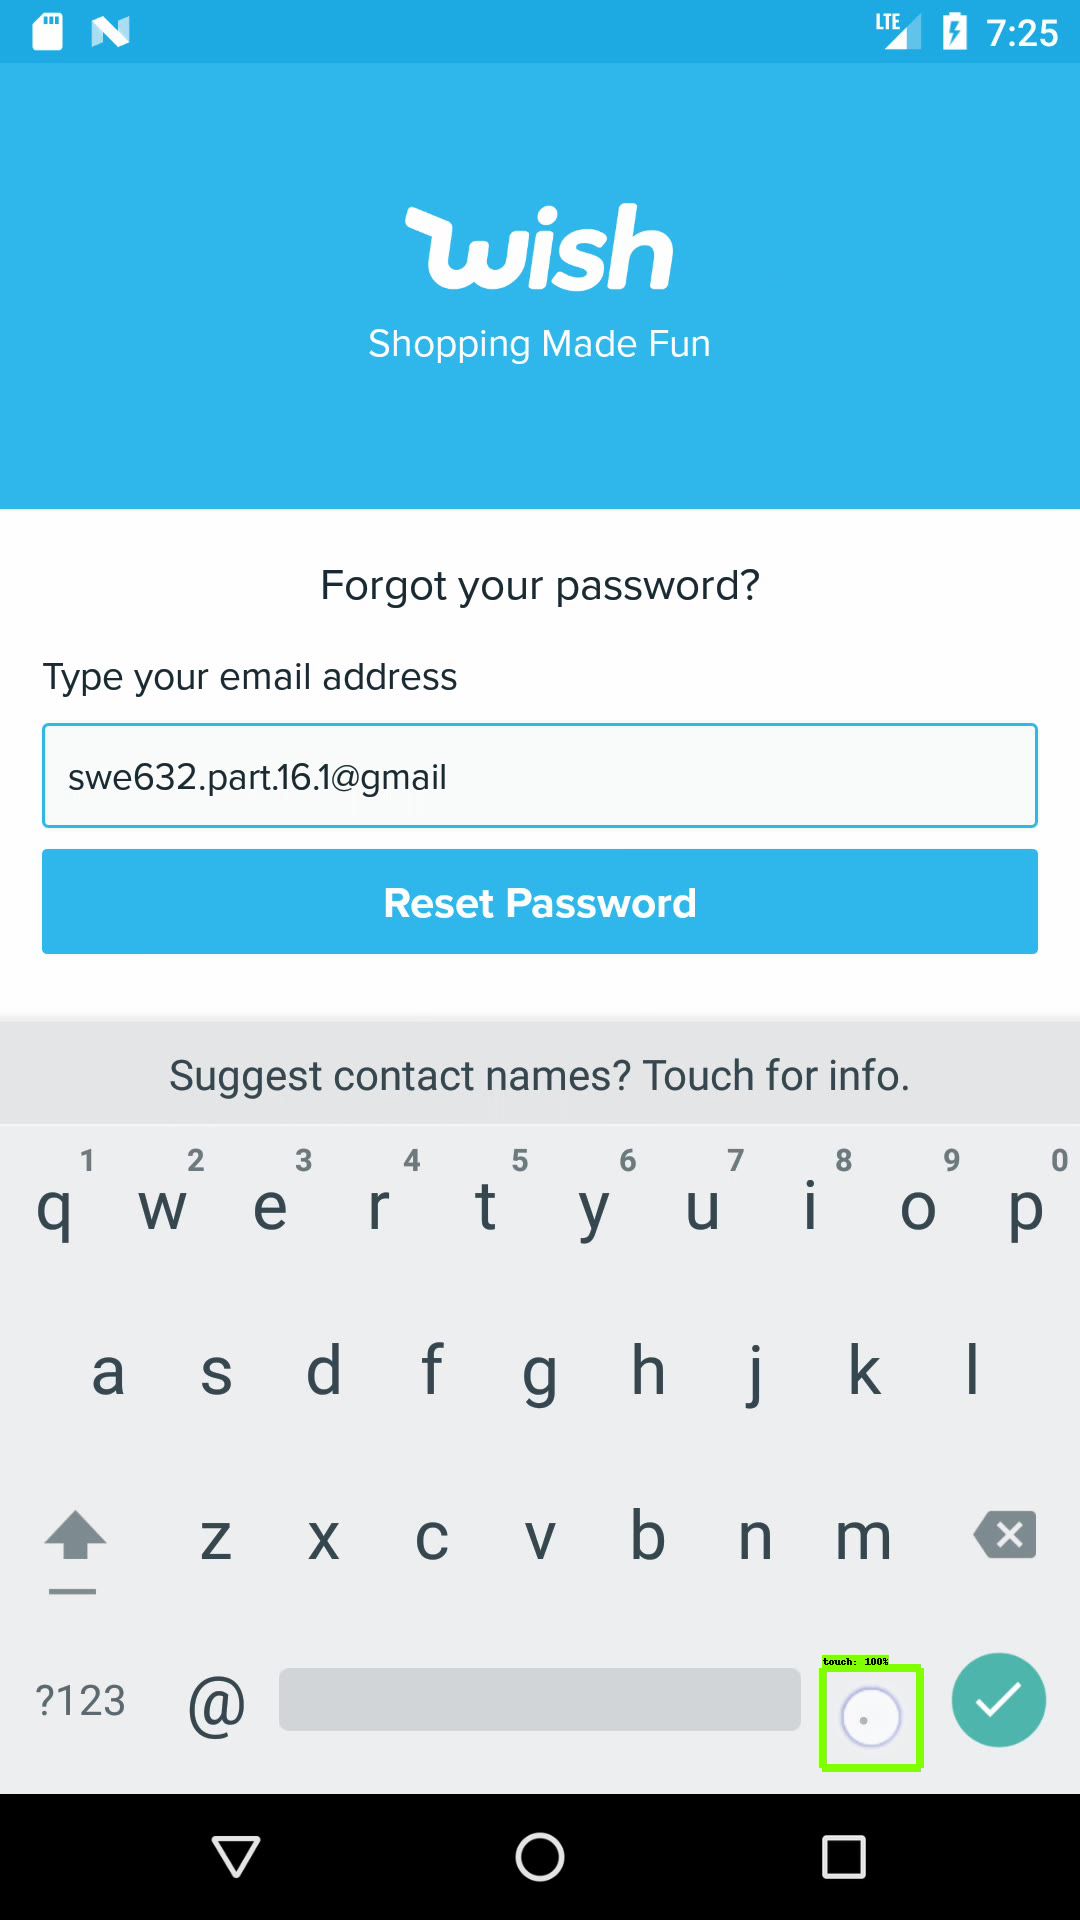 LTE 7:25
wish
Shopping Made Fun
Forgot your password?
Type your email address
swe632.part.16.1@gmail
Reset Password
Suggest contact names? Touch for info.
1 2 3 4 5 6 7 8 9 0
q w e r t y u i o p
a s d f g h j k l
z x c v b n m
touch: 100%
?123 @ .